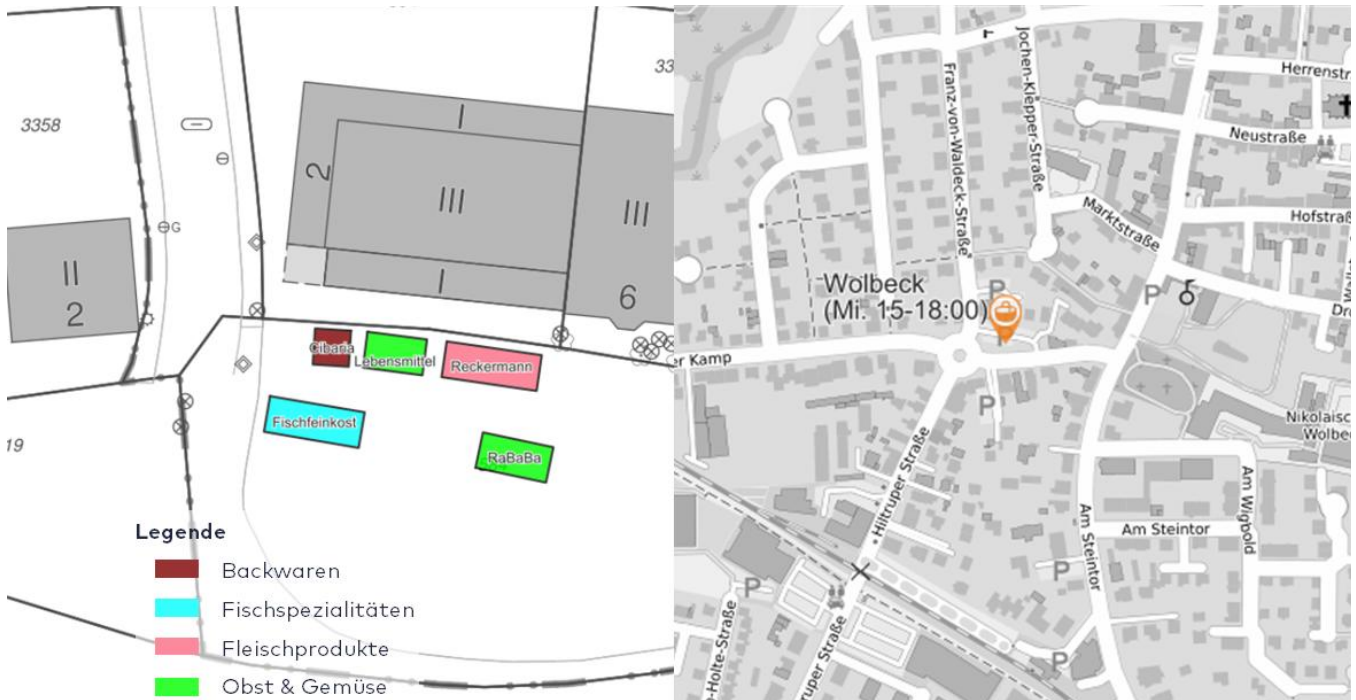 3358
2
III
I
I
III
6
II
2
G
19
33
Cibaria
Lebensmittel
Reckermann
Fischfeinkost
RaBaBa
Legende
Backwaren
Fischspezialitäten
Fleischprodukte
Obst & Gemüse
Franz-von-Waldeck-Straße
Jochen-Klepper-Straße
Herrenstr
Neustraße
Hofstraß
Marktstraße
Wolbeck
(Mi. 15-18:00)
P
P
P
er Kamp
Nikolaisc
Wolbec
Hiltruper Straße
Am Steintor
Am Steintor
Am Wigbold
P
P
P
-Holte-Straße
ruper Straße